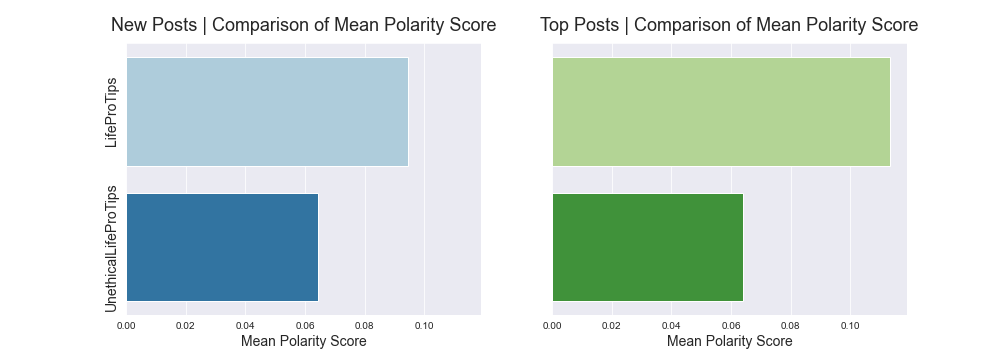 New Posts | Comparison of Mean Polarity Score
LifeProTips
UnethicalLifeProTips
0.00 0.02 0.04 0.06 0.08 0.10
Mean Polarity Score
Top Posts | Comparison of Mean Polarity Score
0.00 0.02 0.04 0.06 0.08 0.10
Mean Polarity Score